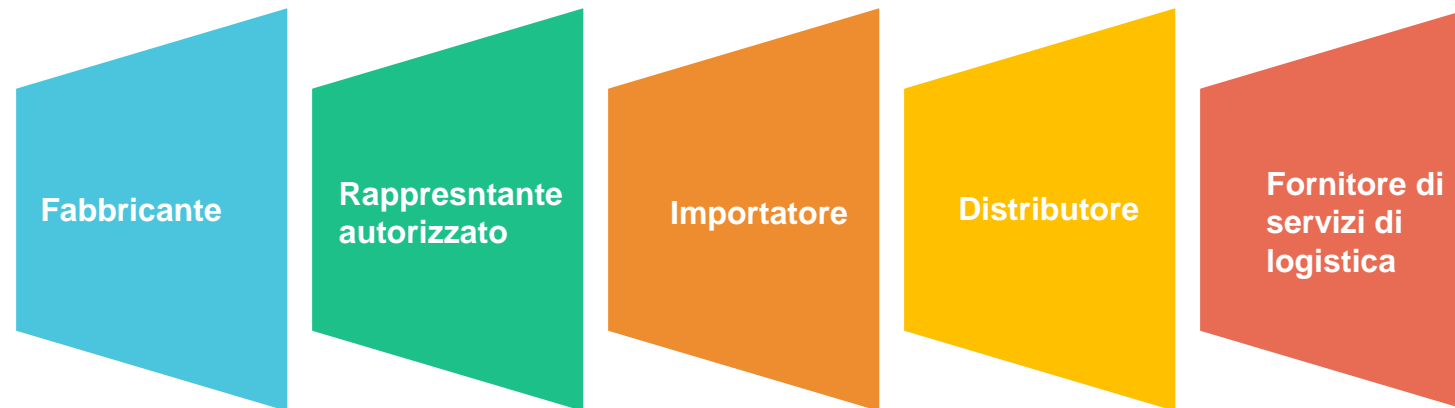 Fabbricante
Rappresntante
autorizzato
Importatore
Distributore
Fornitore di
servizi di
logistica